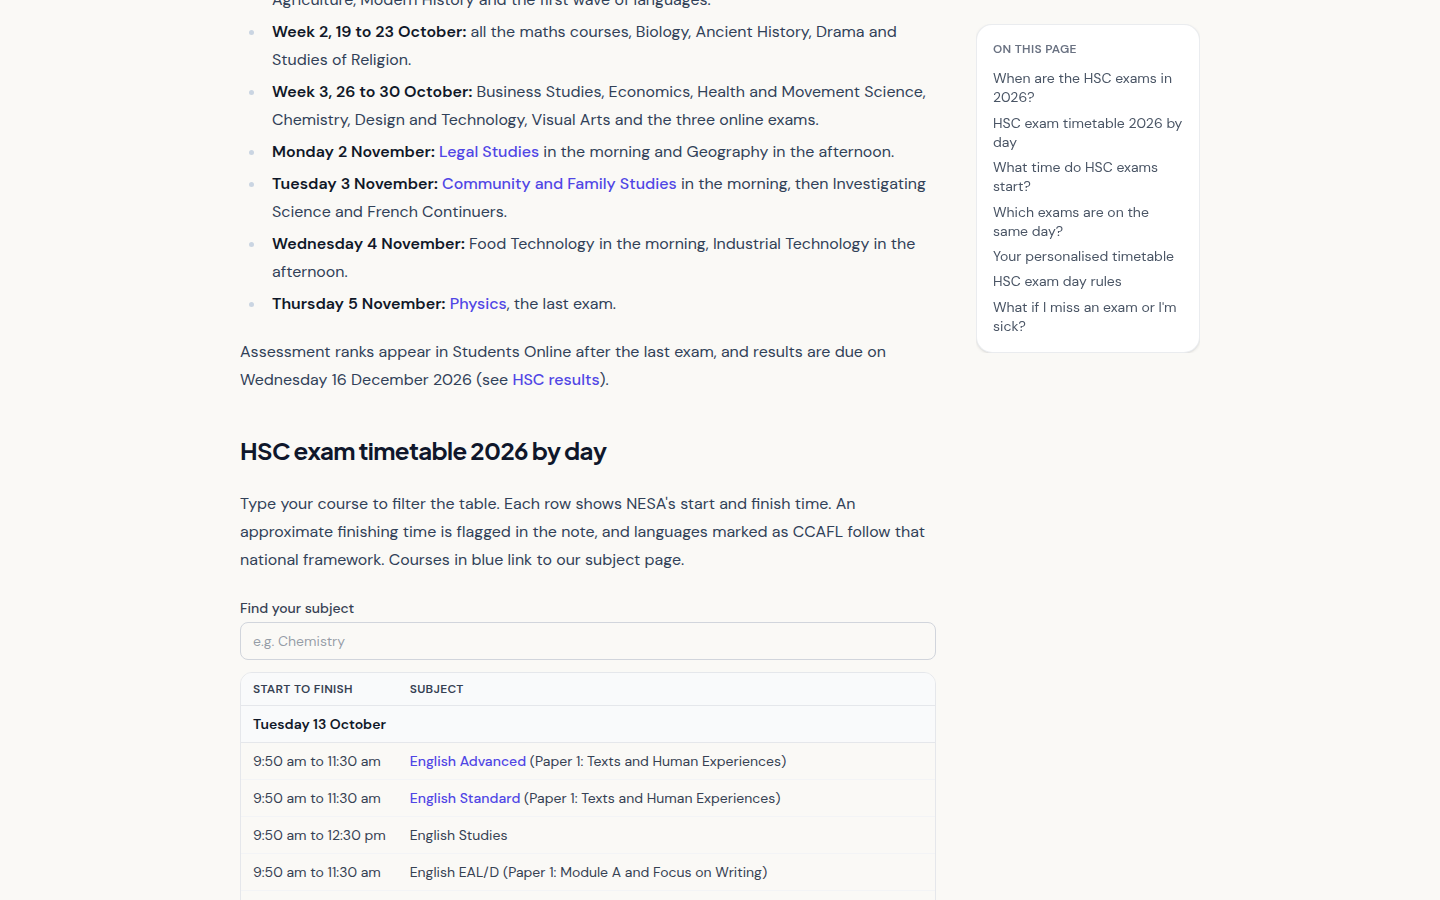 Agriculture, Modern History and the first wave of languages.
Week 2, 19 to 23 October: all the maths courses, Biology, Ancient History, Drama and
Studies of Religion.
Week 3, 26 to 30 October: Business Studies, Economics, Health and Movement Science,
Chemistry, Design and Technology, Visual Arts and the three online exams.
Monday 2 November: Legal Studies in the morning and Geography in the afternoon.
Tuesday 3 November: Community and Family Studies in the morning, then Investigating
Science and French Continuers.
Wednesday 4 November: Food Technology in the morning, Industrial Technology in the
afternoon.
Thursday 5 November: Physics, the last exam.
Assessment ranks appear in Students Online after the last exam, and results are due on
Wednesday 16 December 2026 (see HSC results).
HSC exam timetable 2026 by day
Type your course to filter the table. Each row shows NESA's start and finish time. An
approximate finishing time is flagged in the note, and languages marked as CCAFL follow that
national framework. Courses in blue link to our subject page.
Find your subject
e.g. Chemistry
START TO FINISH SUBJECT
Tuesday 13 October
9:50 am to 11:30 am English Advanced (Paper 1: Texts and Human Experiences)
9:50 am to 11:30 am English Standard (Paper 1: Texts and Human Experiences)
9:50 am to 12:30 pm English Studies
9:50 am to 11:30 am English EAL/D (Paper 1: Module A and Focus on Writing)
ON THIS PAGE
When are the HSC exams in
2026?
HSC exam timetable 2026 by
day
What time do HSC exams
start?
Which exams are on the
same day?
Your personalised timetable
HSC exam day rules
What if I miss an exam or I'm
sick?